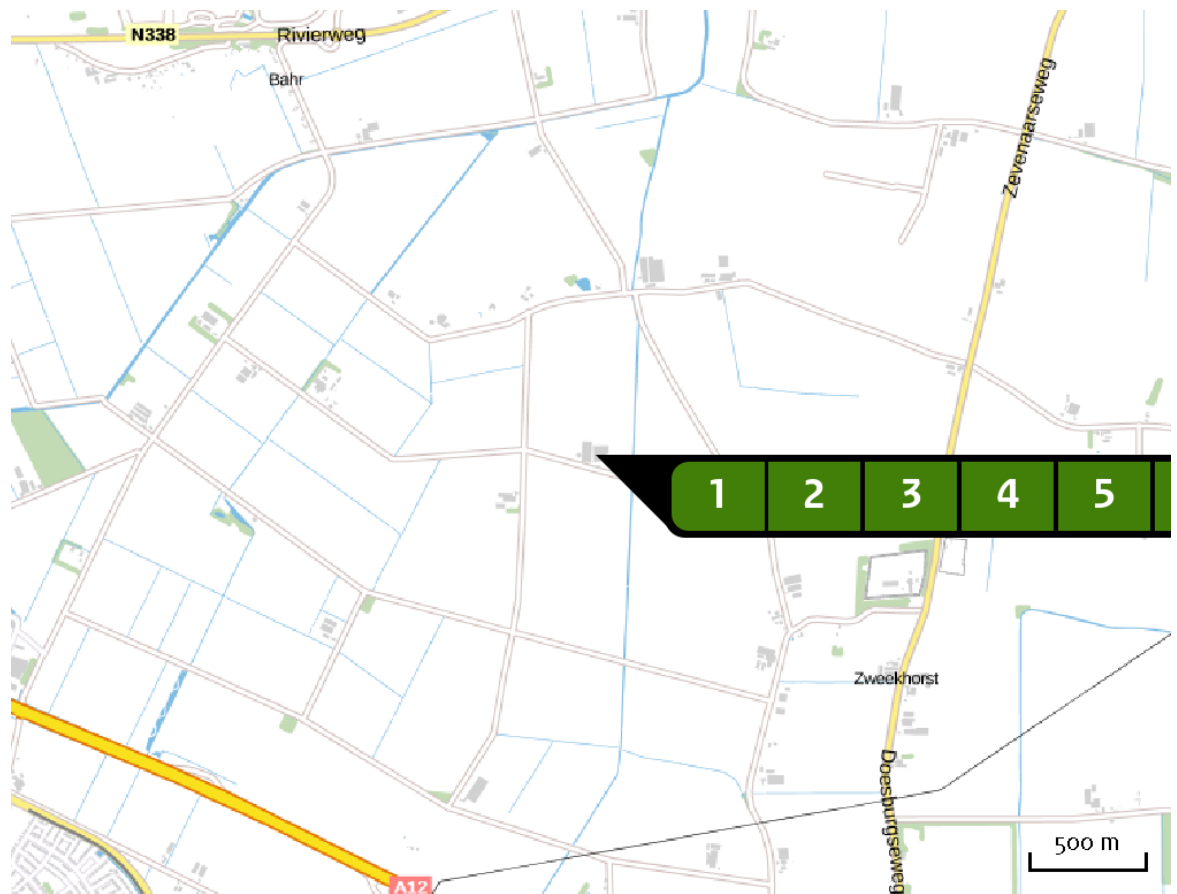 N338
Rivierweg
Bahr
Zevenaarseweg
1 2 3 4 5
Zweekhorst
Doesburgseweg
500 m
A12